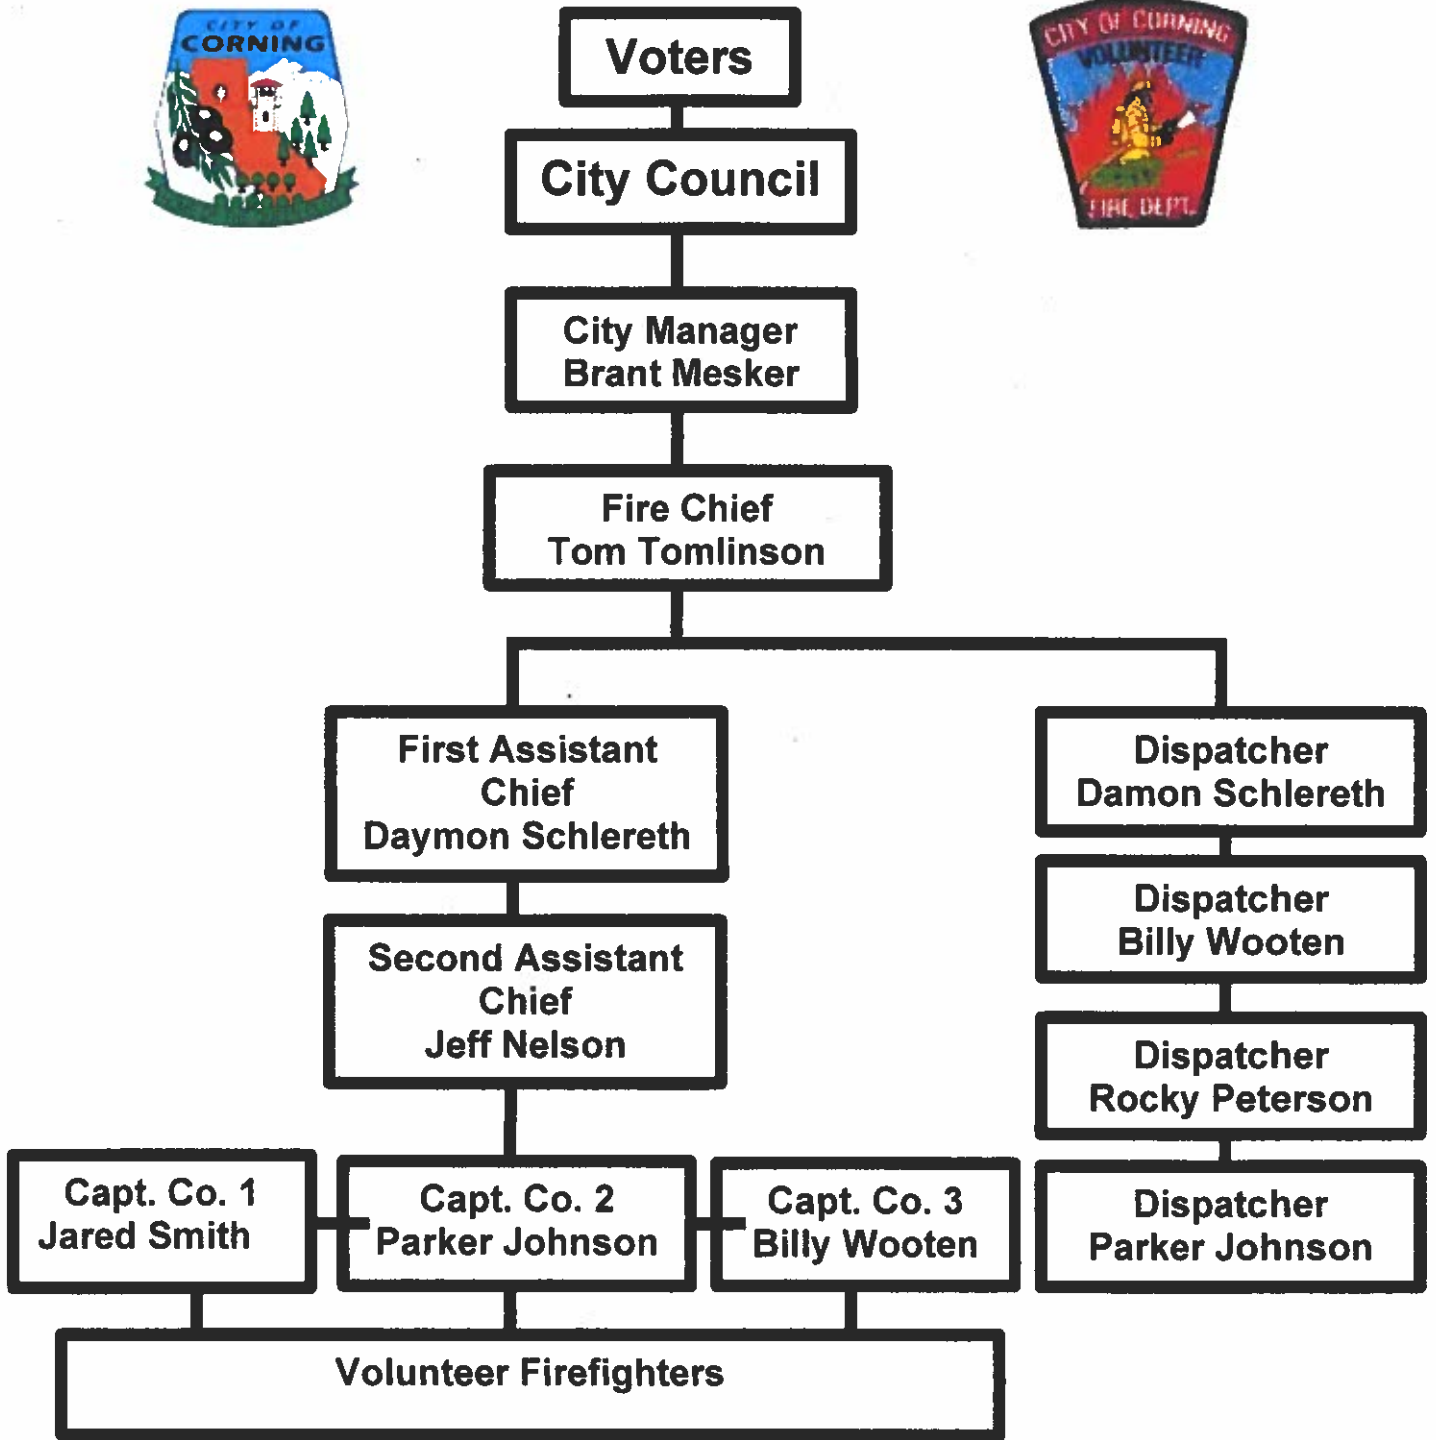 CITY OF
CORNING
CITY OF CORNING
VOLUNTEER
FIRE DEPT.
Voters
City Council
City Manager
Brant Mesker
Fire Chief
Tom Tomlinson
First Assistant
Chief
Daymon Schlereth
Second Assistant
Chief
Jeff Nelson
Dispatcher
Damon Schlereth
Dispatcher
Billy Wooten
Dispatcher
Rocky Peterson
Dispatcher
Parker Johnson
Capt. Co. 1
Jared Smith
Capt. Co. 2
Parker Johnson
Capt. Co. 3
Billy Wooten
Volunteer Firefighters